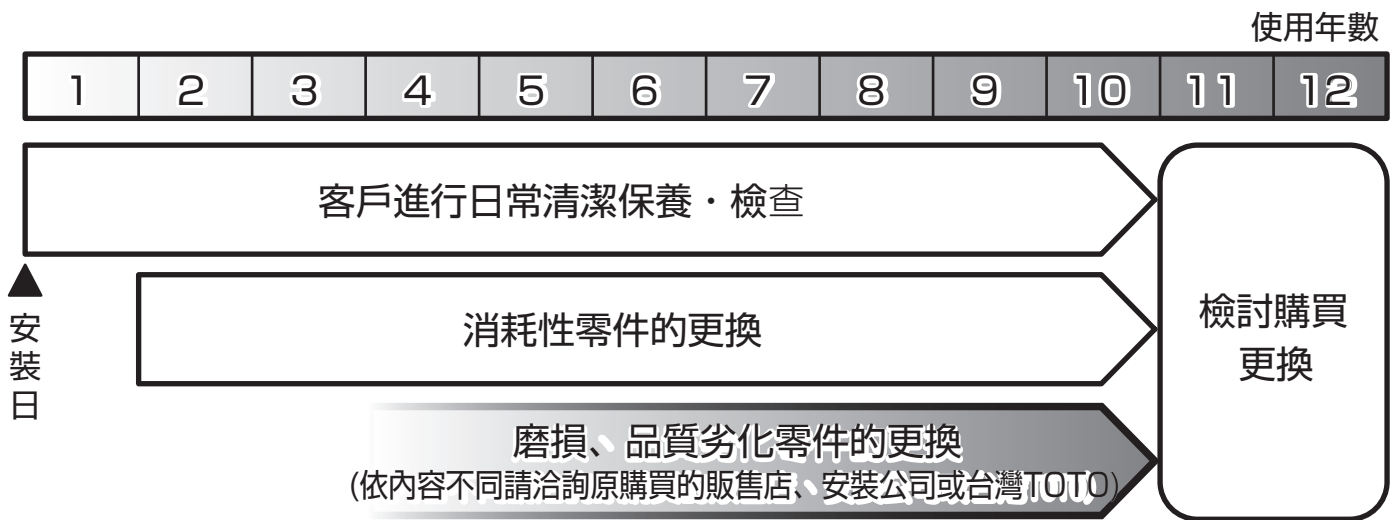 使用年數
1 2 3 4 5 6 7 8 9 10 11 12
客戶進行日常清潔保養・檢查
安裝日
消耗性零件的更換
磨損、品質劣化零件的更換
(依內容不同請洽詢原購買的販售店、安裝公司或台灣TOTO)
檢討購買
更換